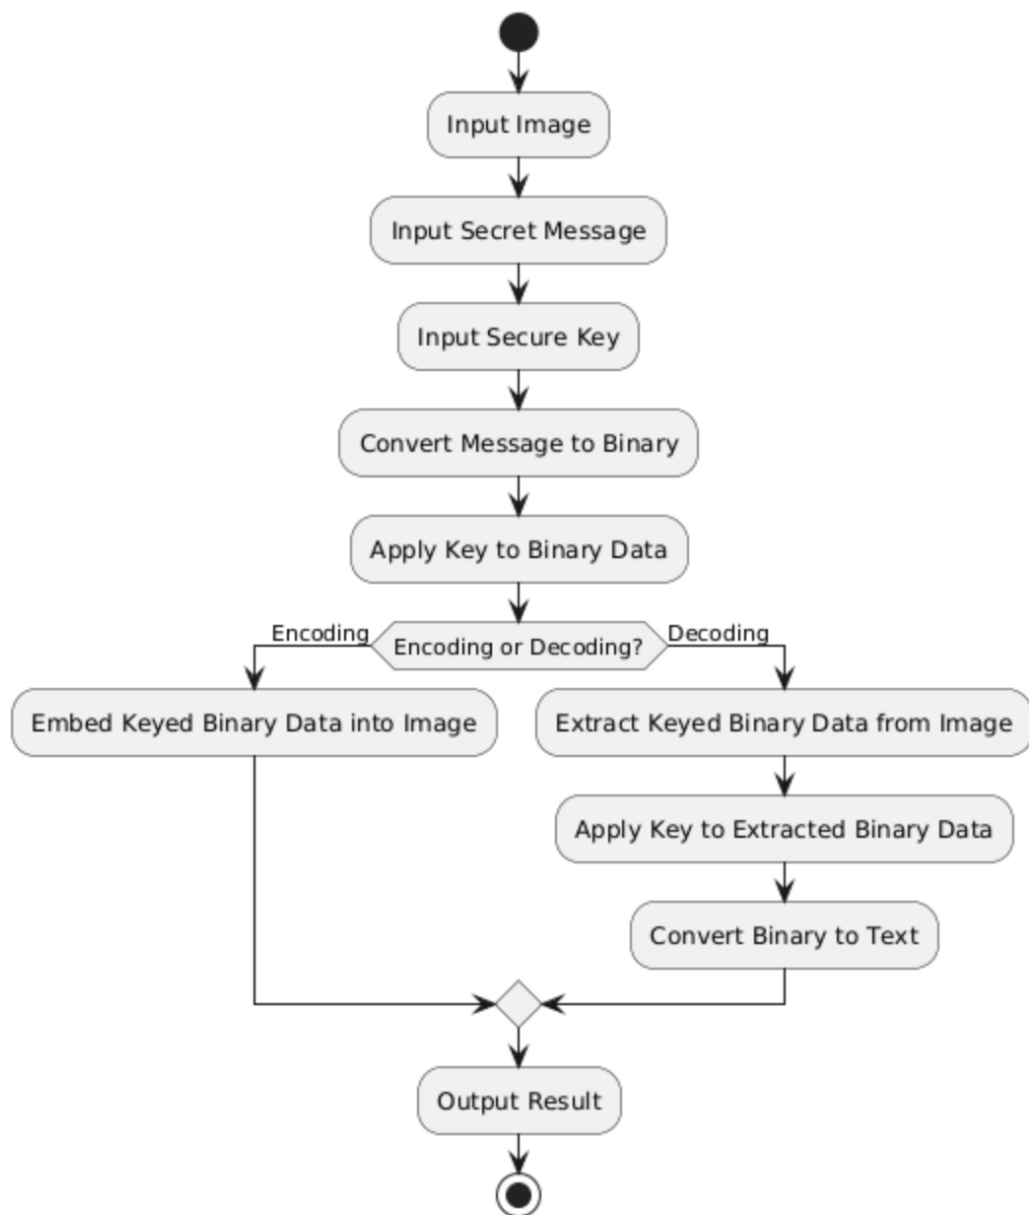 Input Image
Input Secret Message
Input Secure Key
Convert Message to Binary
Apply Key to Binary Data
Encoding
Encoding or Decoding?
Decoding
Embed Keyed Binary Data into Image
Extract Keyed Binary Data from Image
Apply Key to Extracted Binary Data
Convert Binary to Text
Output Result